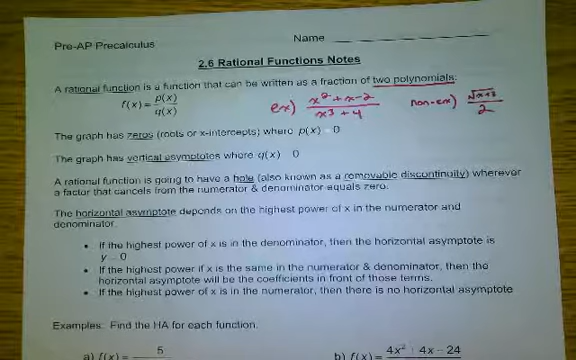 Pre-AP Precalculus
Name
2.6 Rational Functions Notes
A rational function is a function that can be written as a fraction of two polynomials.
f(x) = p(x)/q(x) ex) x² + x - 2 / x³ + 4 non-ex) √x+3 / 2
The graph has zeros (roots or x-intercepts) where p(x) = 0
The graph has vertical asymptotes where q(x) = 0
A rational function is going to have a hole (also known as a removable discontinuity) wherever
a factor that cancels from the numerator & denominator equals zero.
The horizontal asymptote depends on the highest power of x in the numerator and
denominator.
• If the highest power of x is in the denominator, then the horizontal asymptote is
y = 0
• If the highest power if x is the same in the numerator & denominator, then the
horizontal asymptote will be the coefficients in front of those terms.
• If the highest power of x is in the numerator, then there is no horizontal asymptote
Examples: Find the HA for each function.
a) f(x) = 5 b) f(x) = 4x² + 4x - 24